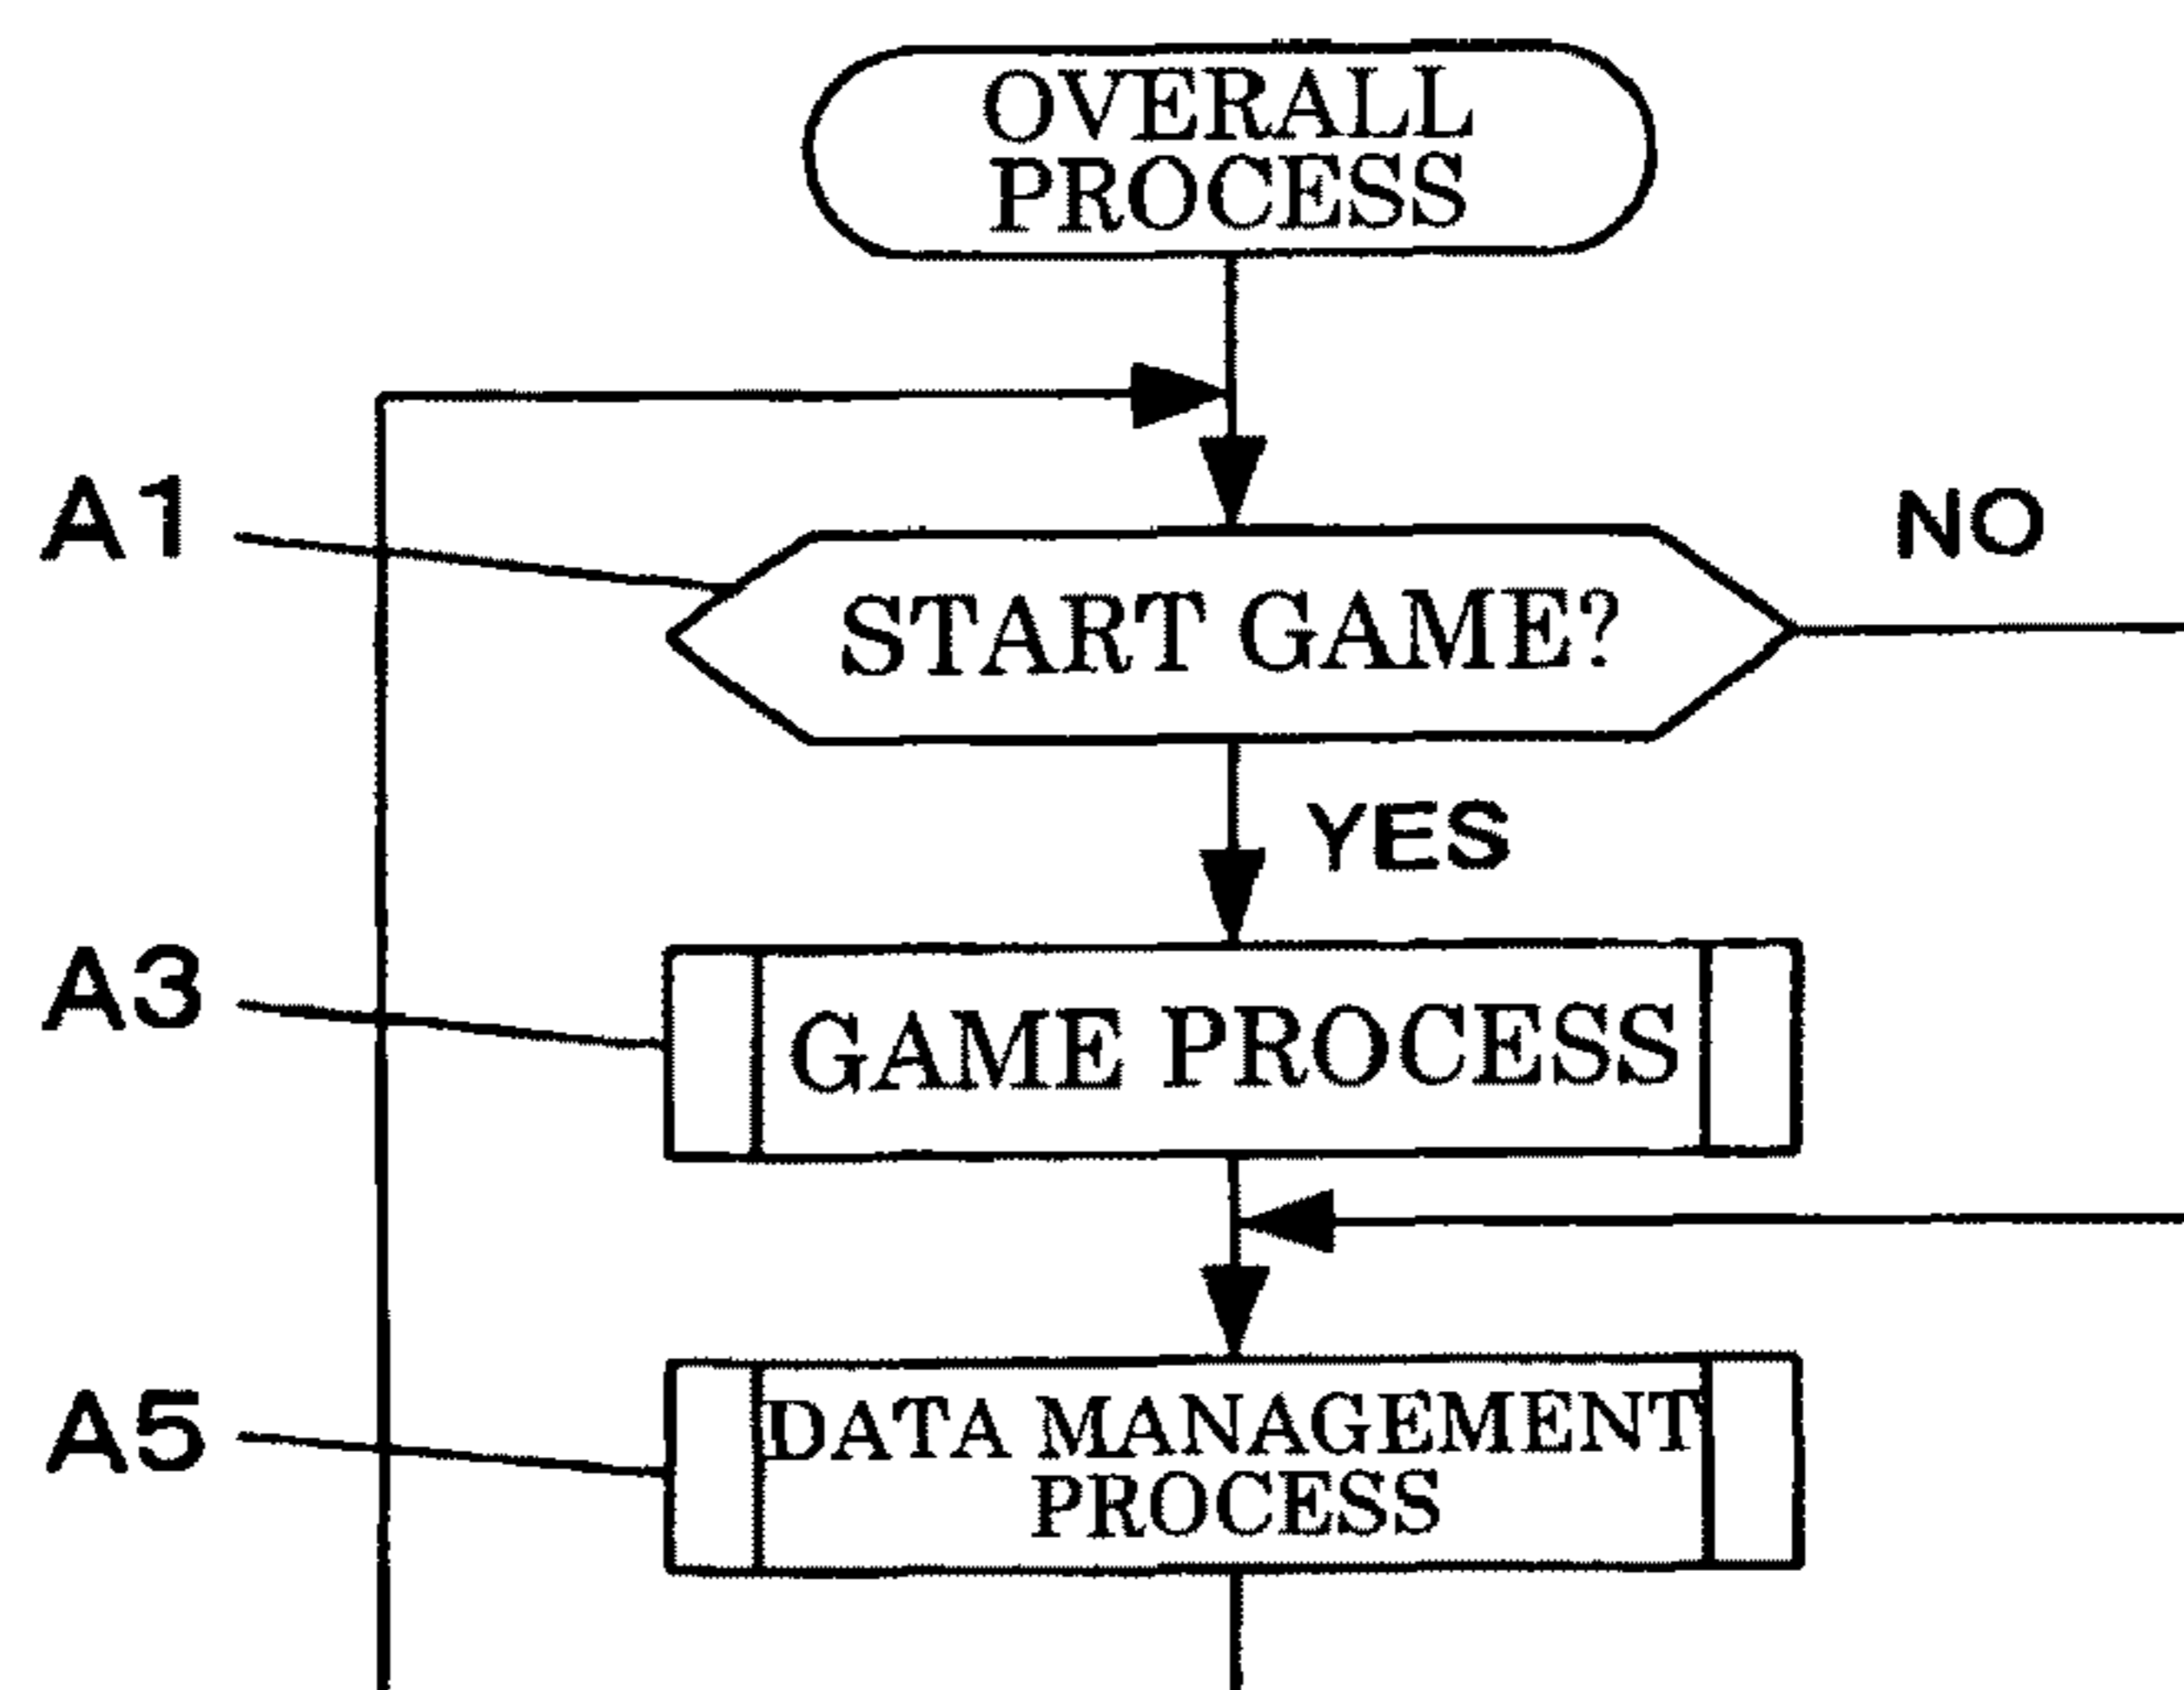 OVERALL
PROCESS
A1
NO
START GAME?
YES
A3
GAME PROCESS
A5
DATA MANAGEMENT
PROCESS